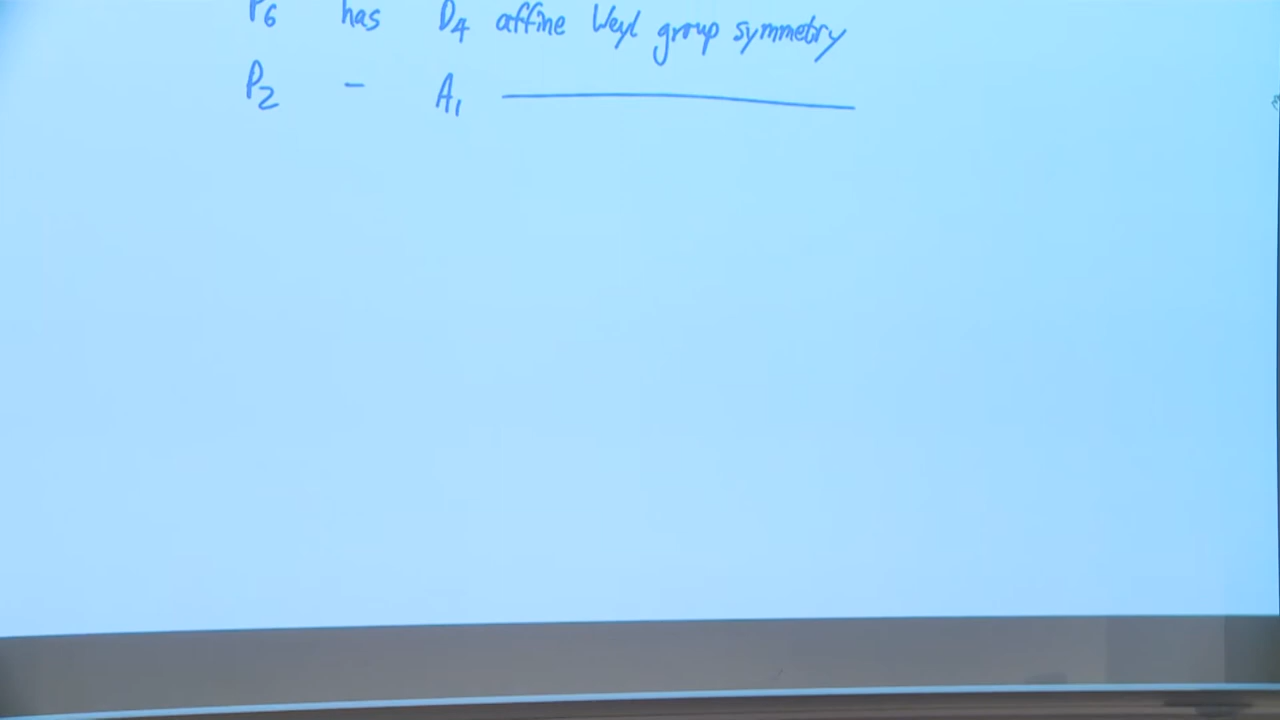 P6 has D4 affine Weyl group symmetry
P2 – A1 ————